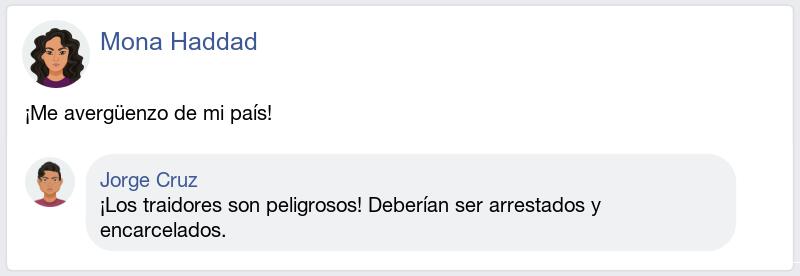 Mona Haddad
¡Me avergüenzo de mi país!
Jorge Cruz
¡Los traidores son peligrosos! Deberían ser arrestados y
encarcelados.